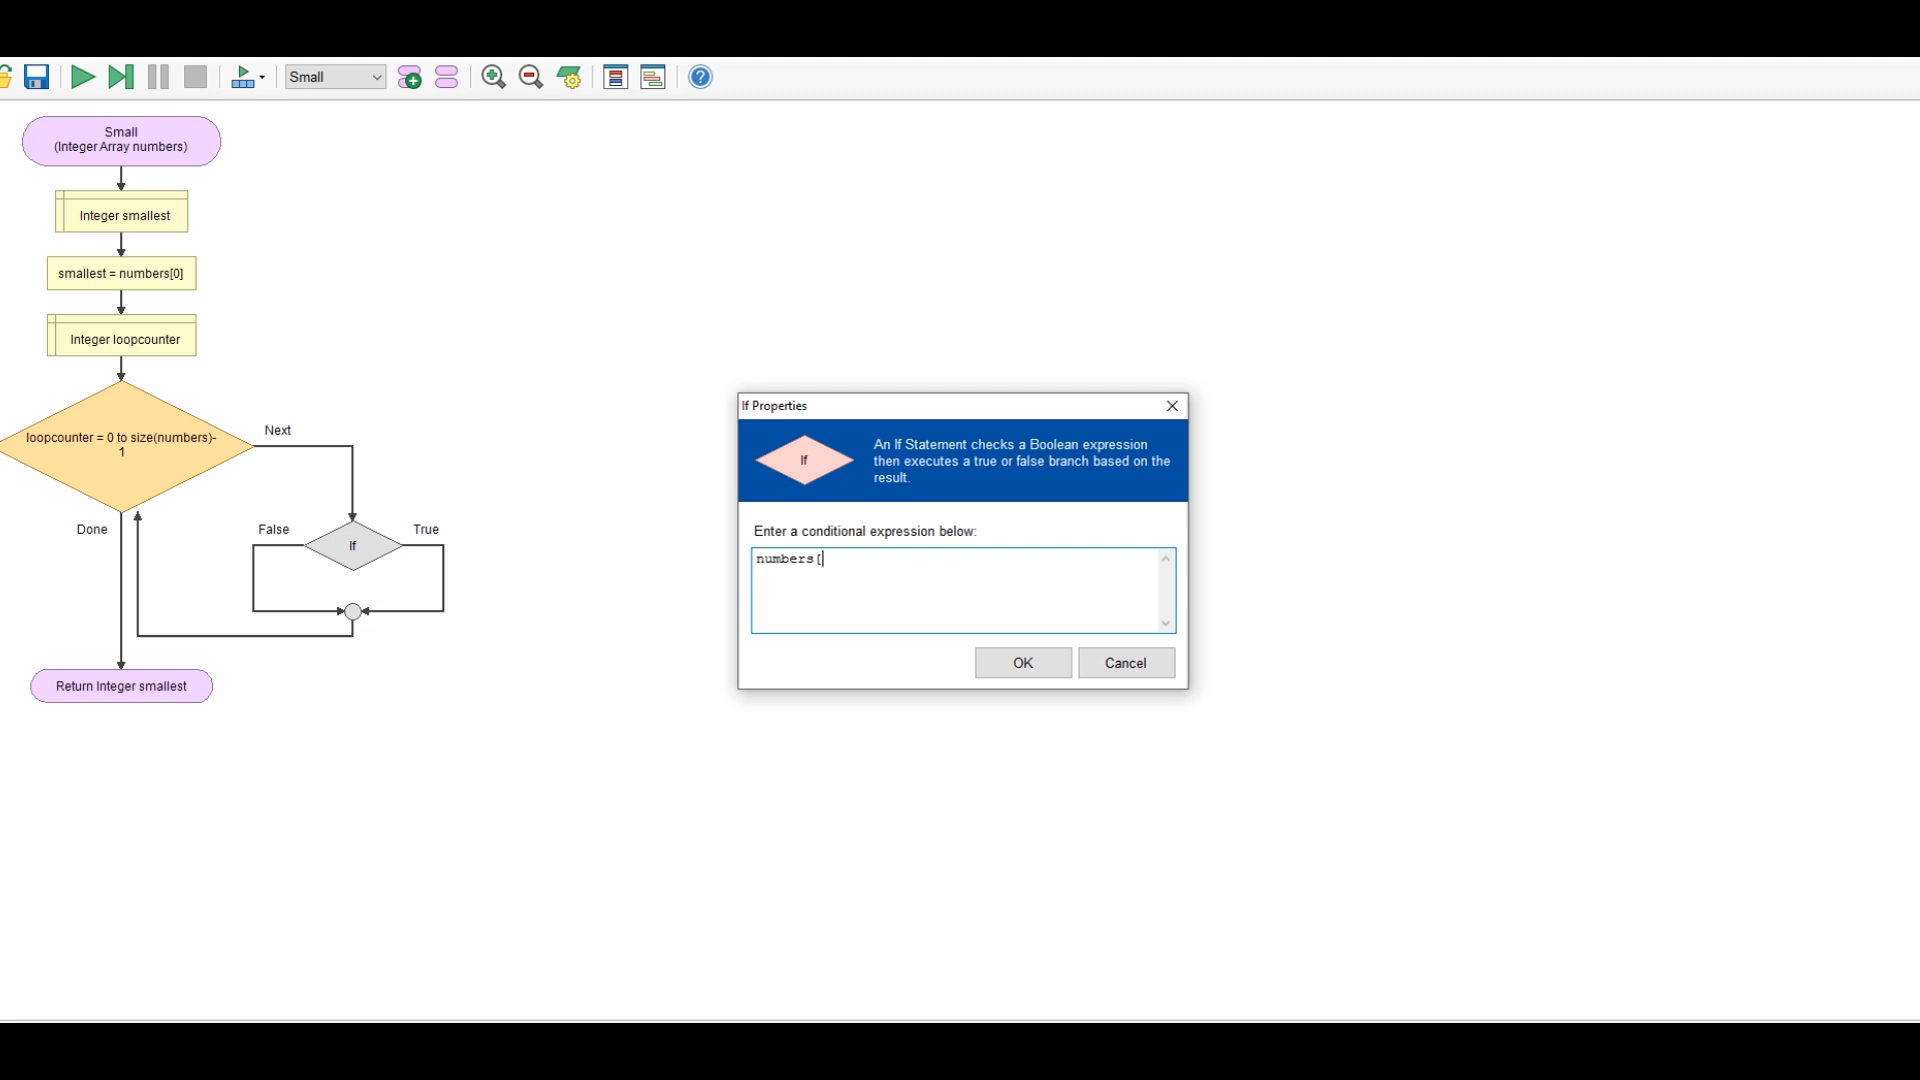 Small
Small
(Integer Array numbers)
Integer smallest
smallest = numbers[0]
Integer loopcounter
loopcounter = 0 to size(numbers)-
1
Next
Done
False
True
If
Return Integer smallest
If Properties
If
An If Statement checks a Boolean expression
then executes a true or false branch based on the
result.
Enter a conditional expression below:
numbers[
OK
Cancel